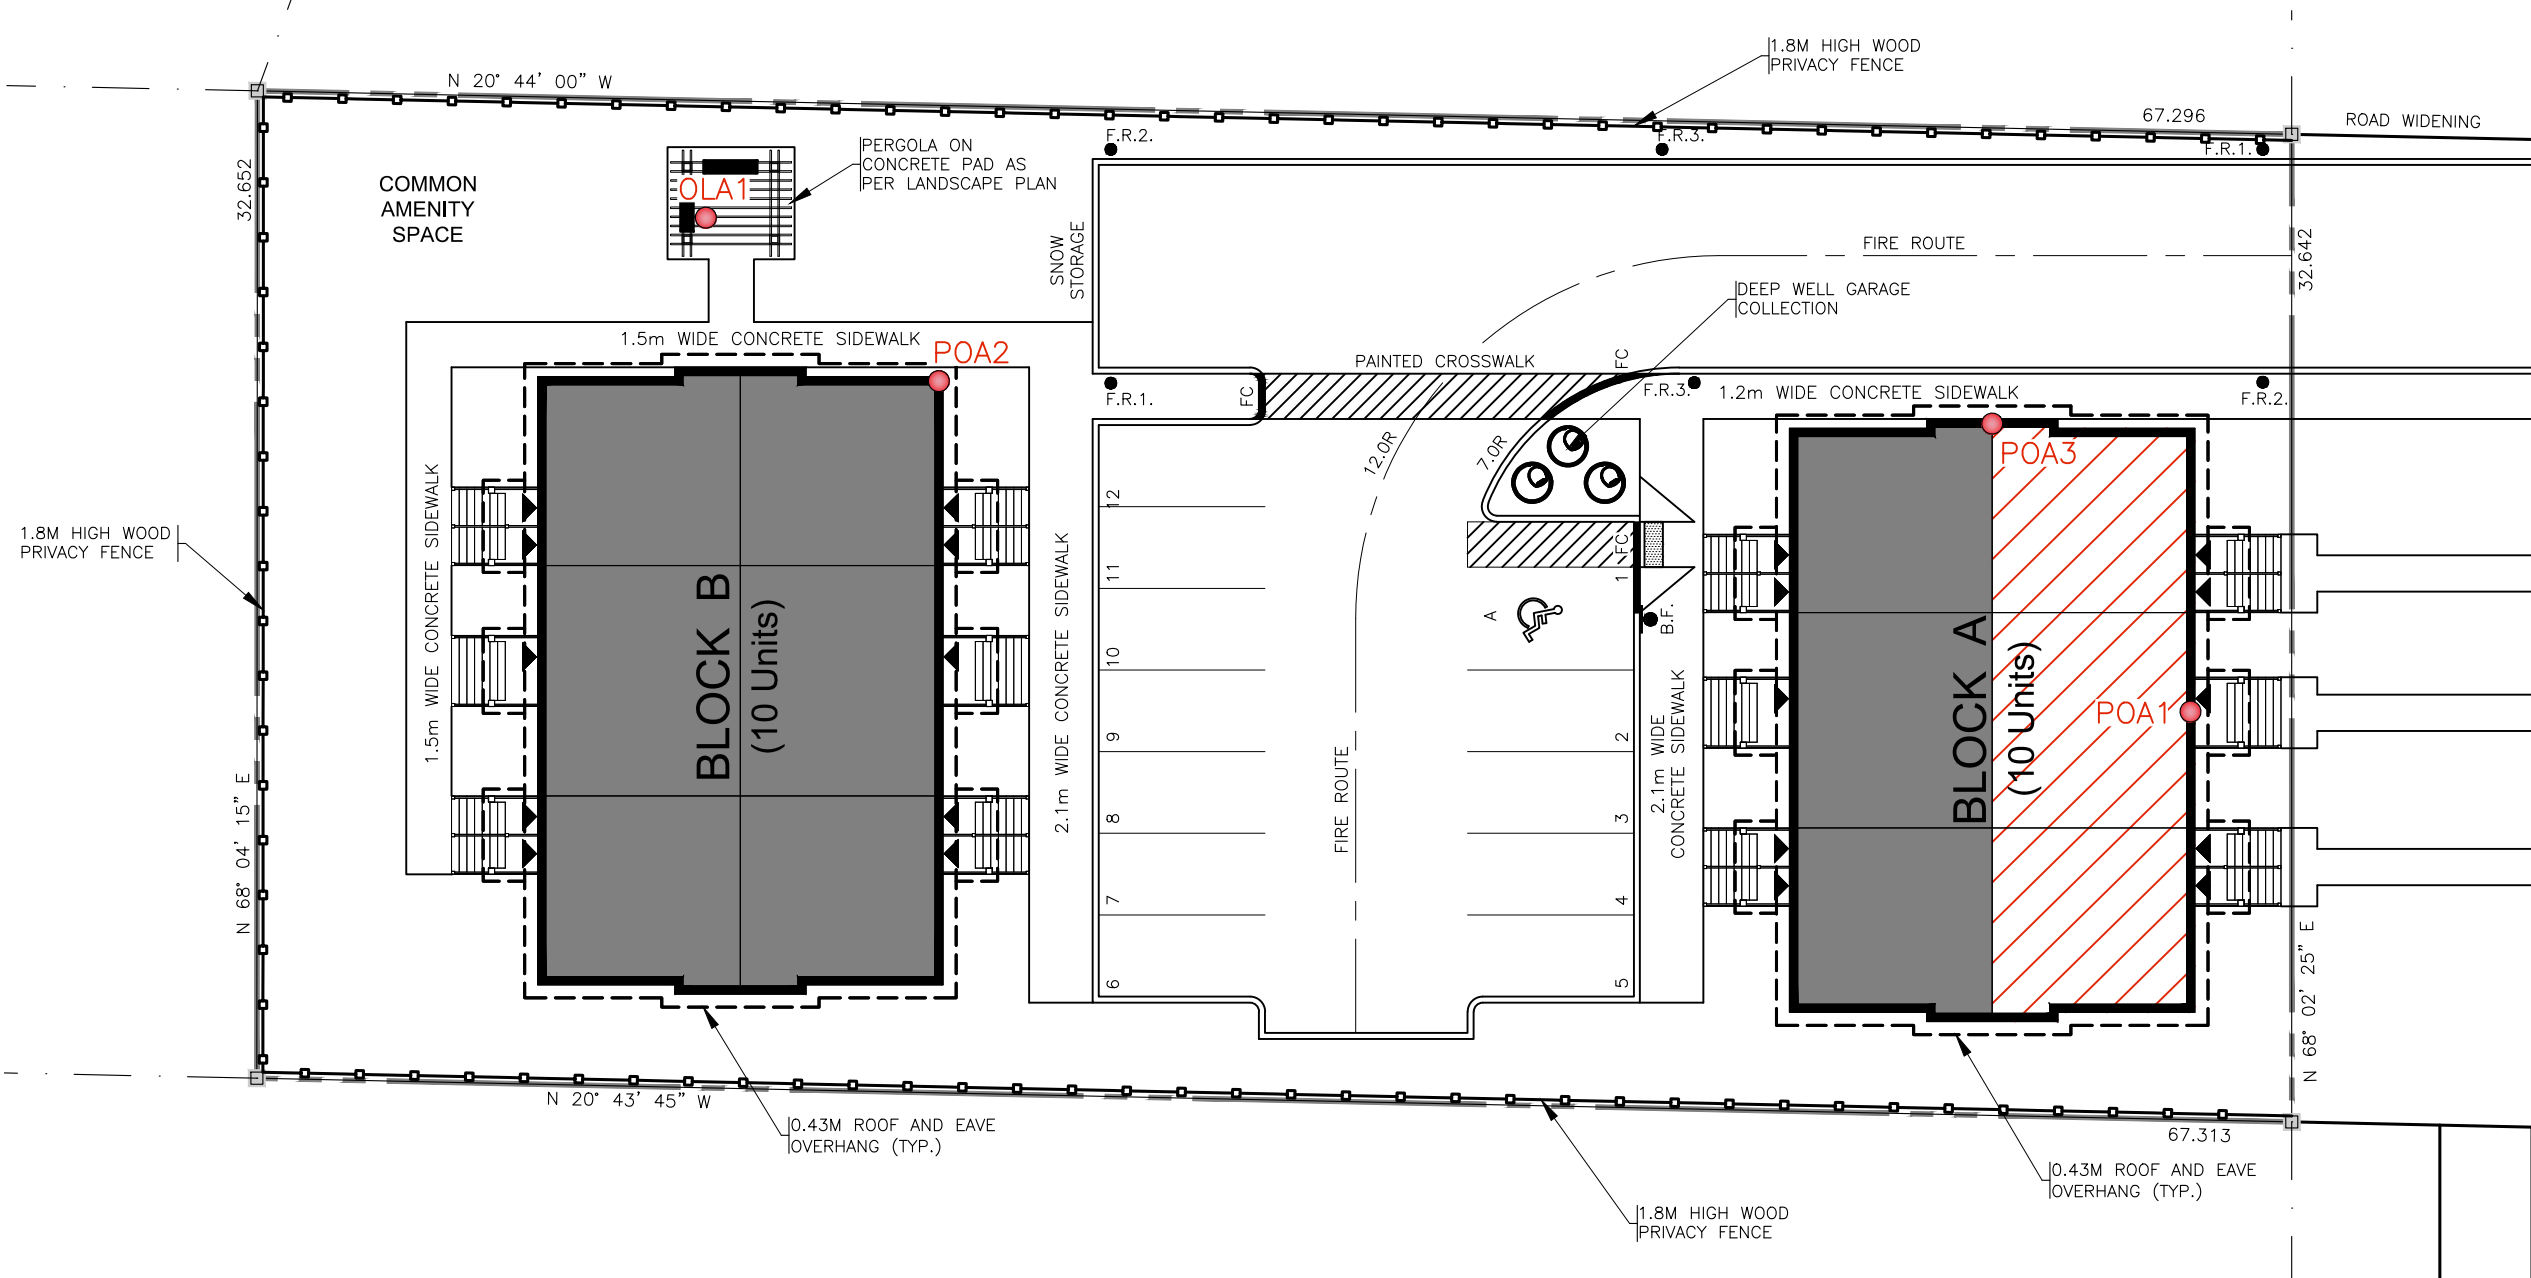 1.8M HIGH WOOD
PRIVACY FENCE
N 20° 44' 00" W
67.296
ROAD WIDENING
F.R.2.
F.R.3.
F.R.1.
PERGOLA ON
CONCRETE PAD AS
PER LANDSCAPE PLAN
32.652
COMMON
AMENITY
SPACE
OLA1
SNOW
STORAGE
FIRE ROUTE
32.642
DEEP WELL GARAGE
COLLECTION
1.5m WIDE CONCRETE SIDEWALK
POA2
PAINTED CROSSWALK
FC
F.R.1.
FC
F.R.3.
1.2m WIDE CONCRETE SIDEWALK
F.R.2.
12.0R
7.0R
POA3
1.8M HIGH WOOD
PRIVACY FENCE
1.5m WIDE CONCRETE SIDEWALK
BLOCK B
(10 Units)
2.1m WIDE CONCRETE SIDEWALK
12
11
10
9
8
7
6
FIRE ROUTE
A
FC
1
2
3
4
5
B.F.
2.1m WIDE
CONCRETE SIDEWALK
BLOCK A
(10 Units)
POA1
N 68° 04' 15" E
N 68° 02' 25" E
N 20° 43' 45" W
0.43M ROOF AND EAVE
OVERHANG (TYP.)
67.313
0.43M ROOF AND EAVE
OVERHANG (TYP.)
1.8M HIGH WOOD
PRIVACY FENCE